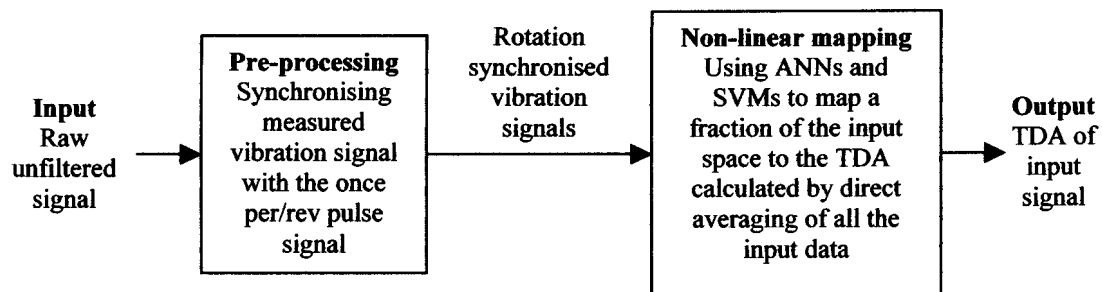 Input
Raw
unfiltered
signal
Pre-processing
Synchronising
measured
vibration signal
with the once
per/rev pulse
signal
Rotation
synchronised
vibration
signals
Non-linear mapping
Using ANNs and
SVMs to map a
fraction of the input
space to the TDA
calculated by direct
averaging of all the
input data
Output
TDA of
input
signal